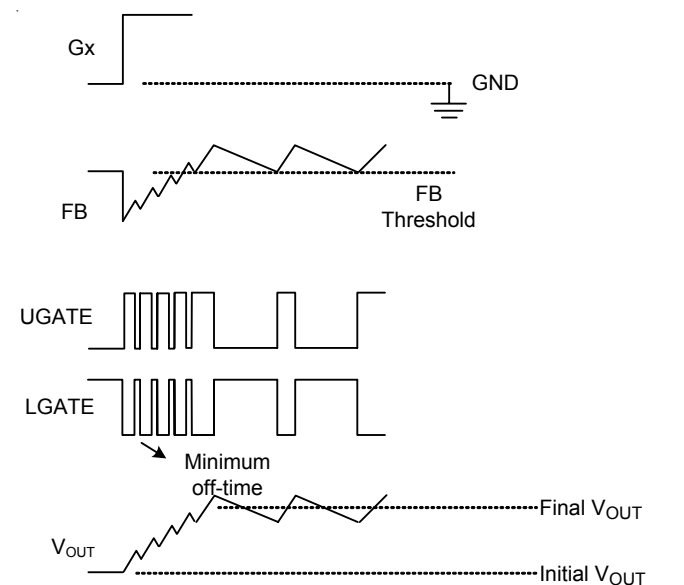 Gx
GND
FB
FB
Threshold
UGATE
LGATE
Minimum
off-time
Final VOUT
VOUT
Initial VOUT